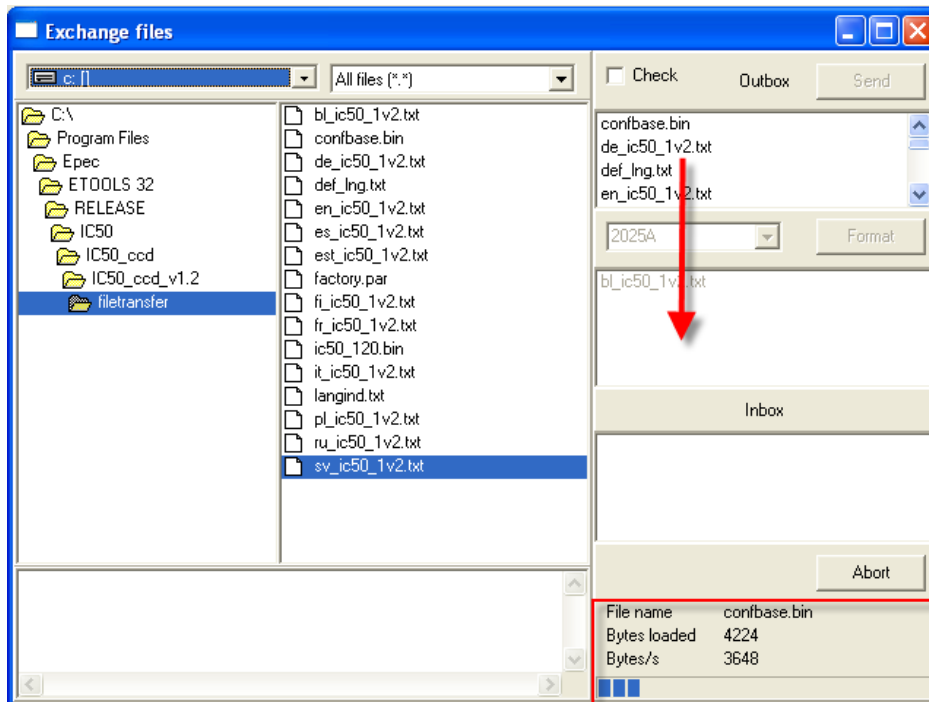 Exchange files
c: []
All files (*.*)
Check
Outbox
Send
C:\
Program Files
Epec
ETOOLS 32
RELEASE
IC50
IC50_ccd
IC50_ccd_v1.2
filetransfer
bl_ic50_1v2.txt
confbase.bin
de_ic50_1v2.txt
def_lng.txt
en_ic50_1v2.txt
es_ic50_1v2.txt
est_ic50_1v2.txt
factory.par
fi_ic50_1v2.txt
fr_ic50_1v2.txt
ic50_120.bin
it_ic50_1v2.txt
langind.txt
pl_ic50_1v2.txt
ru_ic50_1v2.txt
sv_ic50_1v2.txt
confbase.bin
de_ic50_1v2.txt
def_lng.txt
en_ic50_1v2.txt
2025A
Format
bl_ic50_1v2.txt
Inbox
Abort
File name confbase.bin
Bytes loaded 4224
Bytes/s 3648